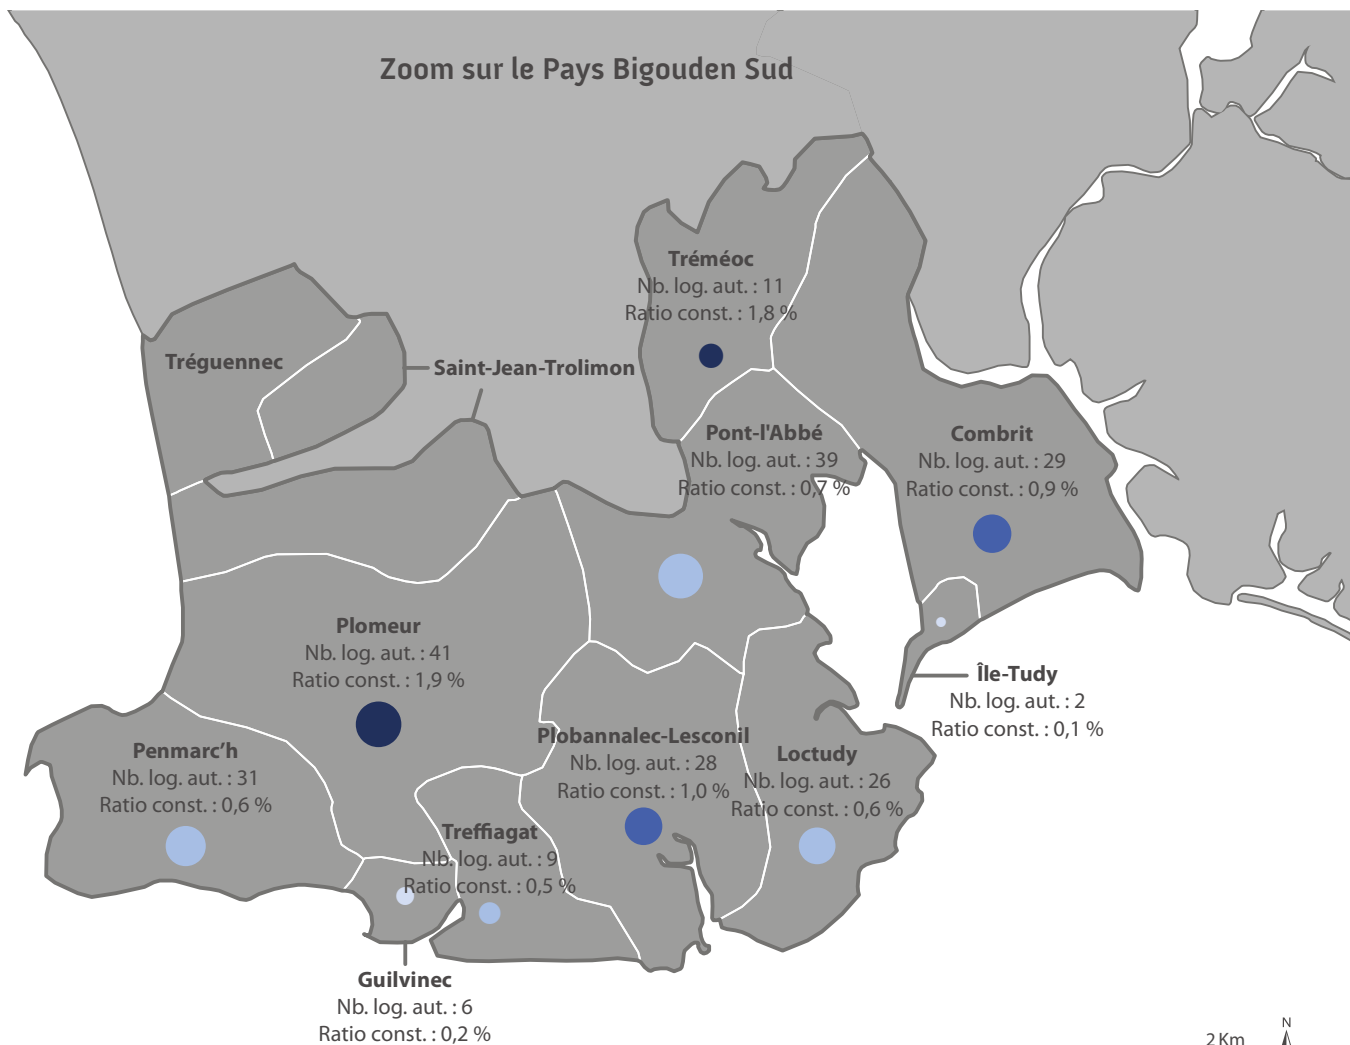 Zoom sur le Pays Bigouden Sud
Tréméoc
Nb. log. aut. : 11
Ratio const. : 1,8 %
Tréguennec
Saint-Jean-Trolimon
Pont-l'Abbé
Nb. log. aut. : 39
Ratio const. : 0,7 %
Combrit
Nb. log. aut. : 29
Ratio const. : 0,9 %
Plomeur
Nb. log. aut. : 41
Ratio const. : 1,9 %
Île-Tudy
Nb. log. aut. : 2
Ratio const. : 0,1 %
Penmarc’h
Nb. log. aut. : 31
Ratio const. : 0,6 %
Plobannalec-Lesconil
Nb. log. aut. : 28
Ratio const. : 1,0 %
Loctudy
Nb. log. aut. : 26
Ratio const. : 0,6 %
Treffiagat
Nb. log. aut. : 9
Ratio const. : 0,5 %
Guilvinec
Nb. log. aut. : 6
Ratio const. : 0,2 %
N
2 Km